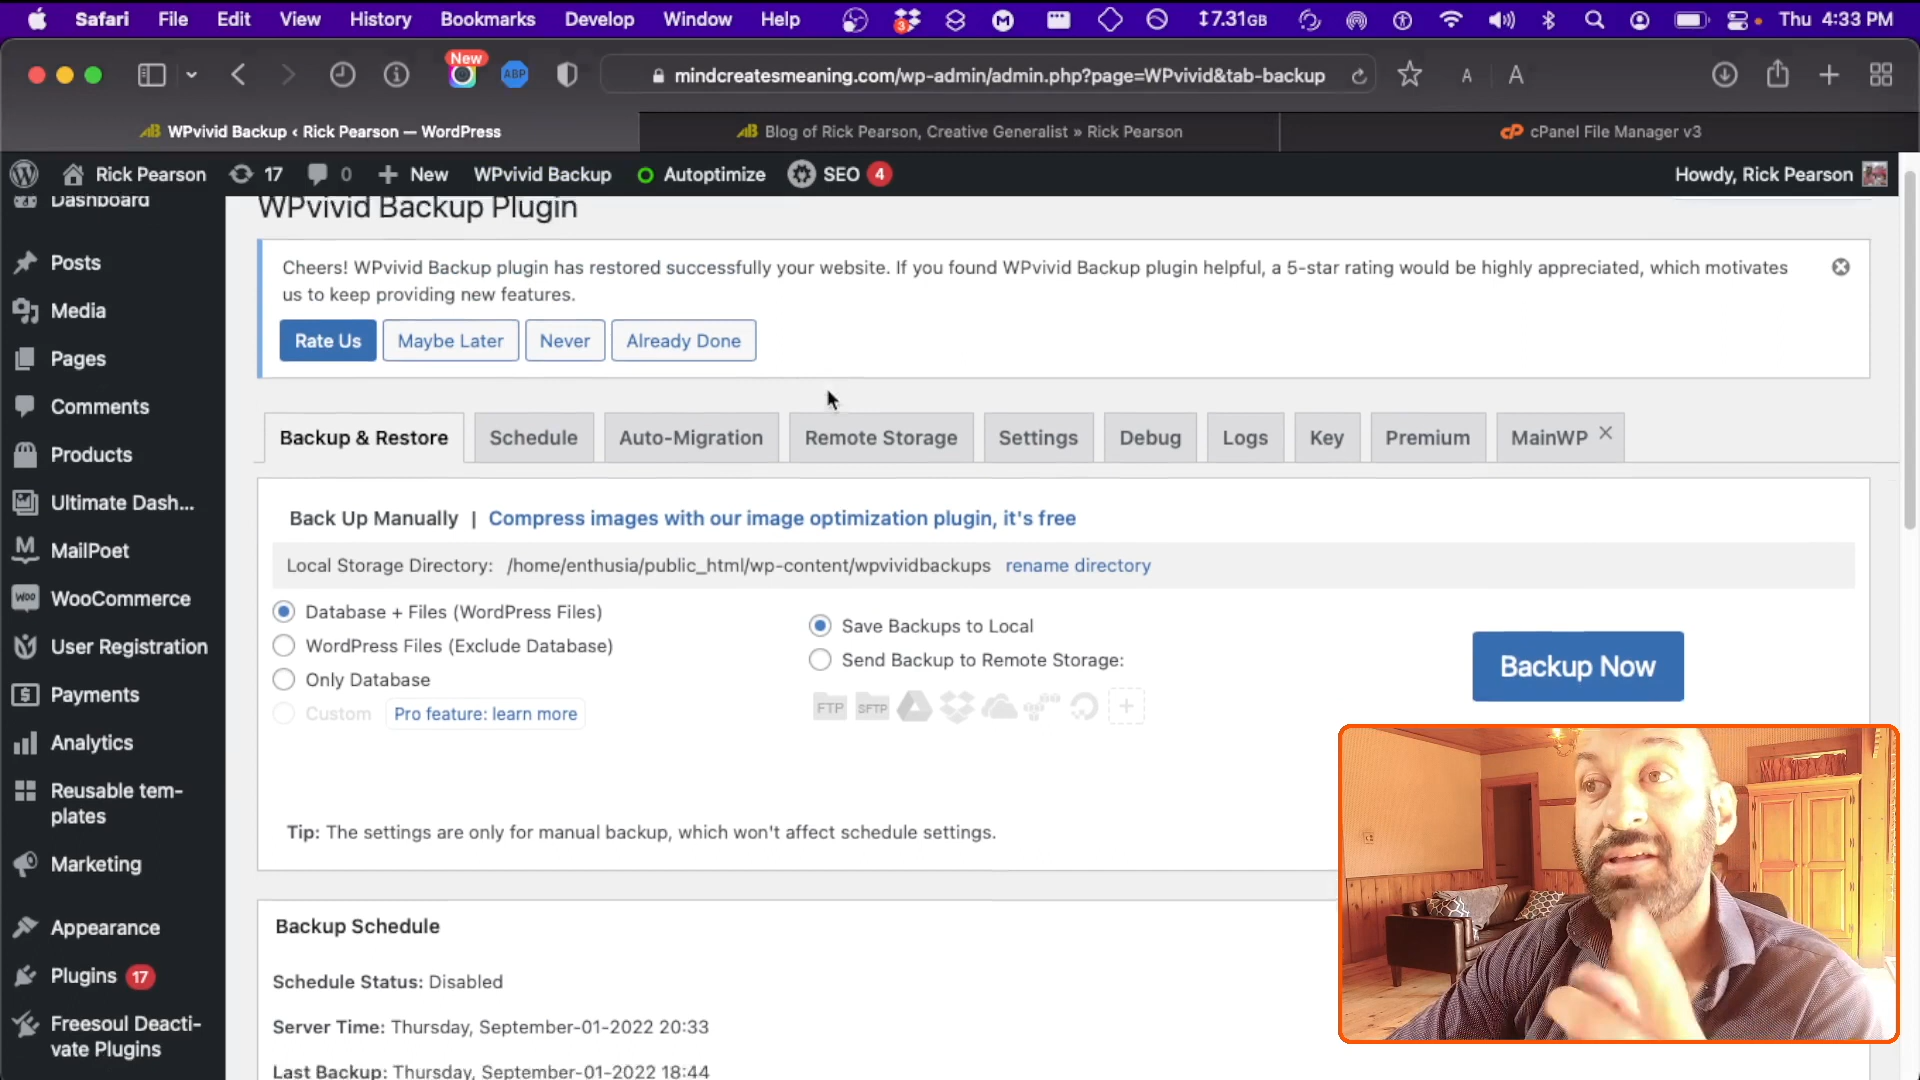 Safari File Edit View History Bookmarks Develop Window Help 3 M 7.31GB Thu 4:33 PM
New
ABP mindcreatesmeaning.com/wp-admin/admin.php?page=WPvivid&tab-backup A A
WPvivid Backup ‹ Rick Pearson — WordPress
Blog of Rick Pearson, Creative Generalist » Rick Pearson
cPanel File Manager v3
Rick Pearson 17 0 New WPvivid Backup Autoptimize SEO 4 Howdy, Rick Pearson
Dashboard
Posts
Media
Pages
Comments
Products
Ultimate Dash...
MailPoet
WooCommerce
User Registration
Payments
Analytics
Reusable tem-
plates
Marketing
Appearance
Plugins 17
Freesoul Deacti-
vate Plugins
WPvivid Backup Plugin
Cheers! WPvivid Backup plugin has restored successfully your website. If you found WPvivid Backup plugin helpful, a 5-star rating would be highly appreciated, which motivates
us to keep providing new features.
Rate Us Maybe Later Never Already Done
Backup & Restore Schedule Auto-Migration Remote Storage Settings Debug Logs Key Premium MainWP
Back Up Manually | Compress images with our image optimization plugin, it's free
Local Storage Directory: /home/enthusia/public_html/wp-content/wpvividbackups rename directory
Database + Files (WordPress Files)
WordPress Files (Exclude Database)
Only Database
Custom Pro feature: learn more
Save Backups to Local
Send Backup to Remote Storage:
FTP SFTP
Backup Now
Tip: The settings are only for manual backup, which won't affect schedule settings.
Backup Schedule
Schedule Status: Disabled
Server Time: Thursday, September-01-2022 20:33
Last Backup: Thursday, September-01-2022 18:44